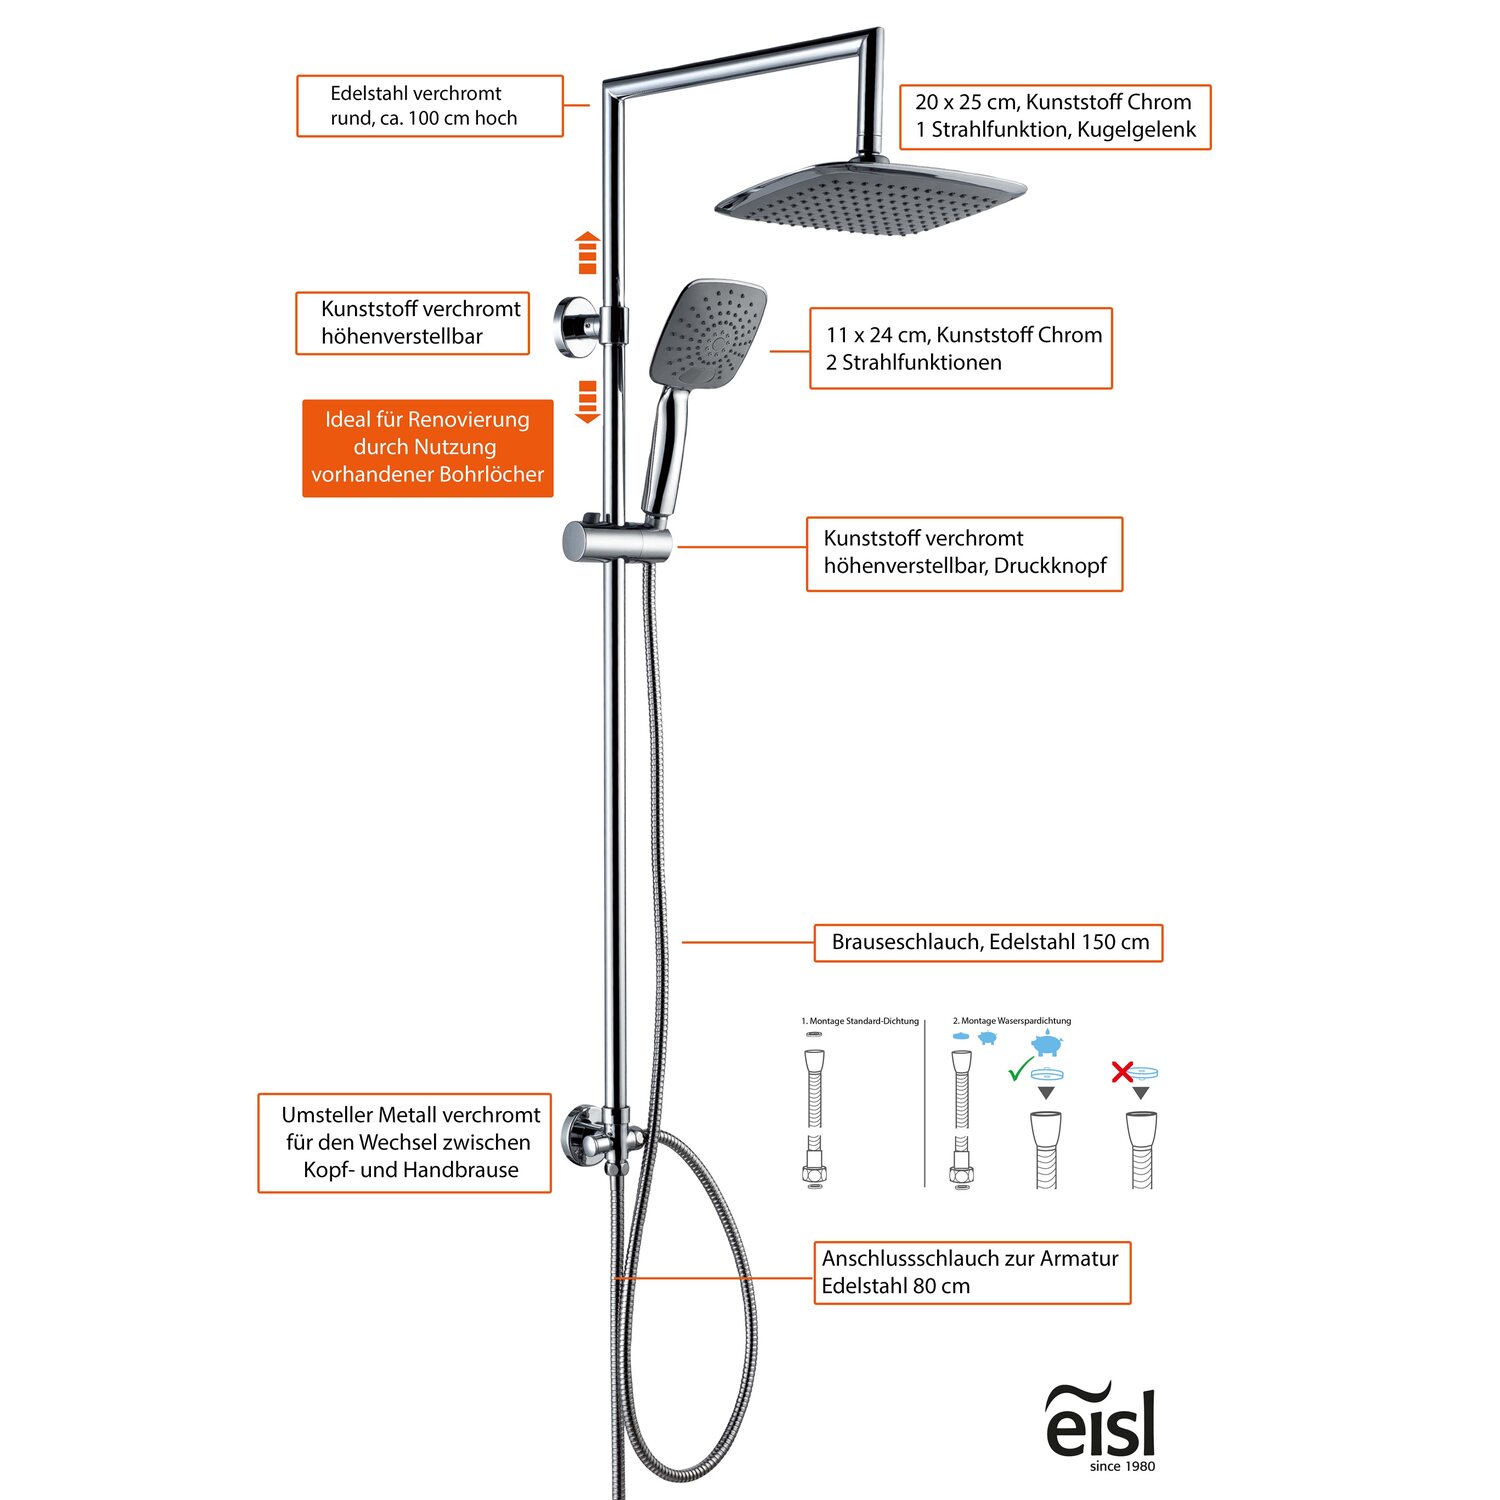 Edelstahl verchromt
rund, ca. 100 cm hoch
20 x 25 cm, Kunststoff Chrom
1 Strahlfunktion, Kugelgelenk
Kunststoff verchromt
höhenverstellbar
11 x 24 cm, Kunststoff Chrom
2 Strahlfunktionen
Ideal für Renovierung
durch Nutzung
vorhandener Bohrlöcher
Kunststoff verchromt
höhenverstellbar, Druckknopf
Brauseschlauch, Edelstahl 150 cm
1. Montage Standard-Dichtung
2. Montage Waserspardichtung
Umsteller Metall verchromt
für den Wechsel zwischen
Kopf- und Handbrause
Anschlussschlauch zur Armatur
Edelstahl 80 cm
eisl
since 1980